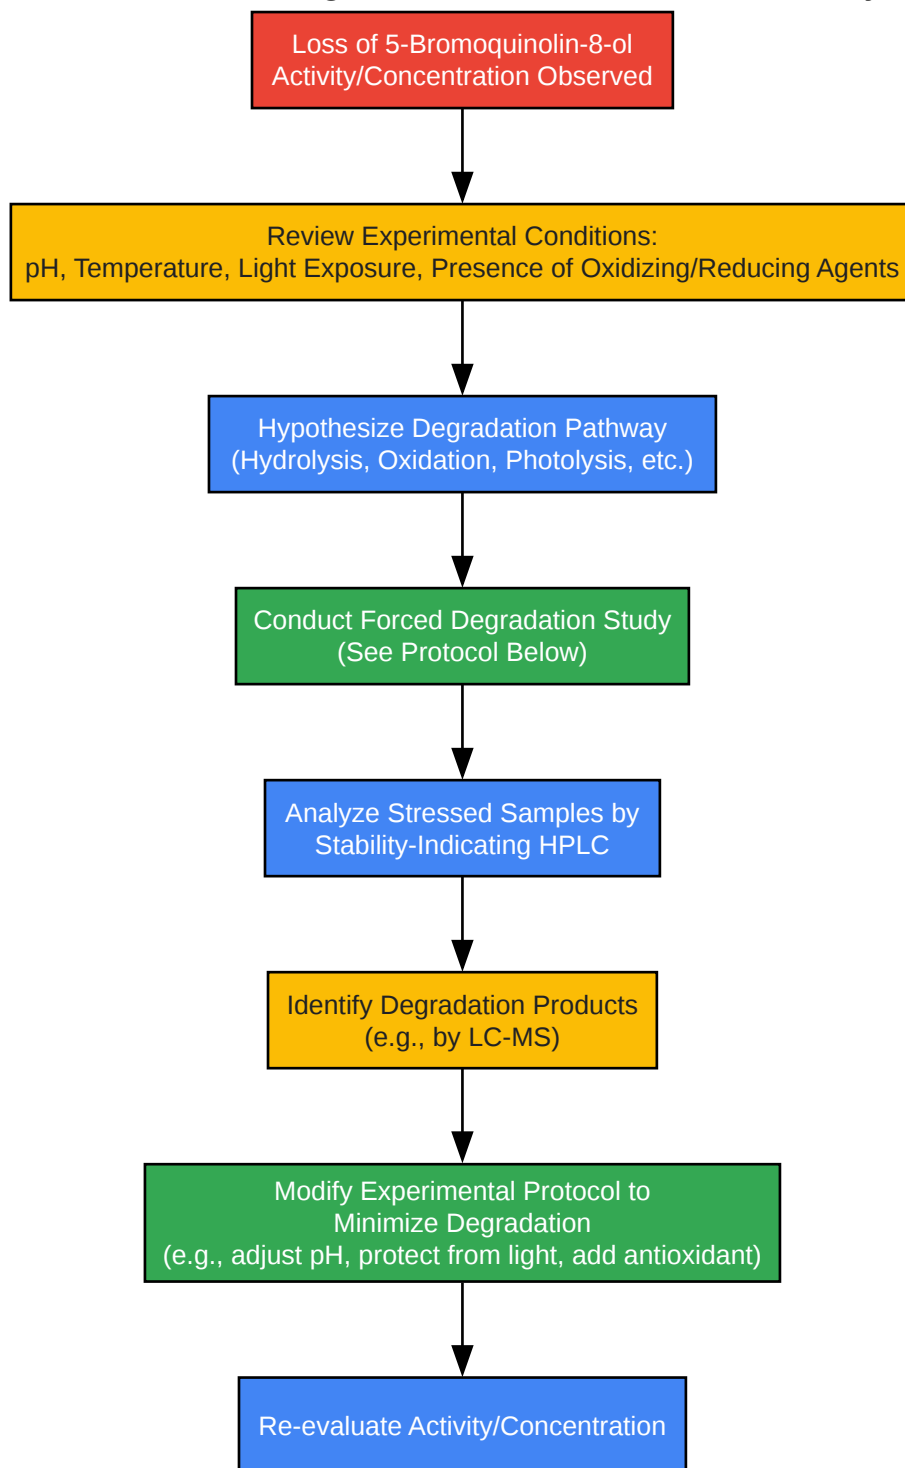 Loss of 5-Bromoquinolin-8-ol
Activity/Concentration Observed
Review Experimental Conditions:
pH, Temperature, Light Exposure, Presence of Oxidizing/Reducing Agents
Hypothesize Degradation Pathway
(Hydrolysis, Oxidation, Photolysis, etc.)
Conduct Forced Degradation Study
(See Protocol Below)
Analyze Stressed Samples by
Stability-Indicating HPLC
Identify Degradation Products
(e.g., by LC-MS)
Modify Experimental Protocol to
Minimize Degradation
(e.g., adjust pH, protect from light, add antioxidant)
Re-evaluate Activity/Concentration